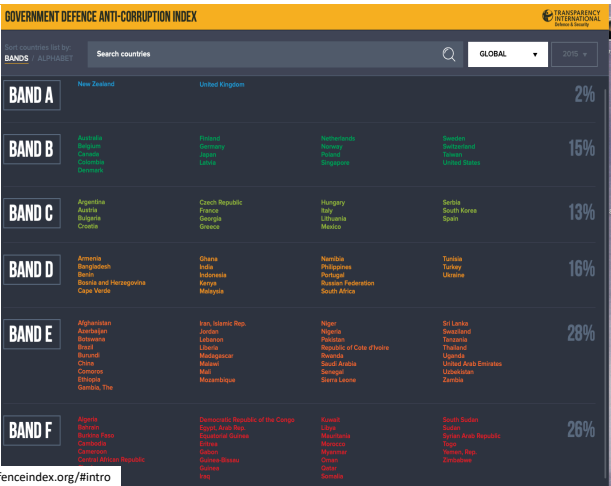 GOVERNMENT DEFENCE ANTI-CORRUPTION INDEX
TRANSPARENCY
INTERNATIONAL
Defence & Security
Sort countries list by:
BANDS / ALPHABET
Search countries
GLOBAL
2015
BAND A
New Zealand
United Kingdom
2%
BAND B
Australia
Belgium
Canada
Colombia
Denmark
Finland
Germany
Japan
Latvia
Netherlands
Norway
Poland
Singapore
Sweden
Switzerland
Taiwan
United States
15%
BAND C
Argentina
Austria
Bulgaria
Croatia
Czech Republic
France
Georgia
Greece
Hungary
Italy
Lithuania
Mexico
Serbia
South Korea
Spain
13%
BAND D
Armenia
Bangladesh
Benin
Bosnia and Herzegovina
Cape Verde
Ghana
India
Indonesia
Kenya
Malaysia
Namibia
Philippines
Portugal
Russian Federation
South Africa
Tunisia
Turkey
Ukraine
16%
BAND E
Afghanistan
Azerbaijan
Botswana
Brazil
Burundi
China
Comoros
Ethiopia
Gambia, The
Iran, Islamic Rep.
Jordan
Lebanon
Liberia
Madagascar
Malawi
Mali
Mozambique
Niger
Nigeria
Pakistan
Republic of Cote d'Ivoire
Rwanda
Saudi Arabia
Senegal
Sierra Leone
Sri Lanka
Swaziland
Tanzania
Thailand
Uganda
United Arab Emirates
Uzbekistan
Zambia
28%
BAND F
Algeria
Bahrain
Burkina Faso
Cambodia
Cameroon
Central African Republic
Democratic Republic of the Congo
Egypt, Arab Rep.
Equatorial Guinea
Eritrea
Gabon
Guinea-Bissau
Guinea
Iraq
Kuwait
Libya
Mauritania
Morocco
Myanmar
Oman
Qatar
Somalia
South Sudan
Sudan
Syrian Arab Republic
Togo
Yemen, Rep.
Zimbabwe
26%
fenceindex.org/#intro